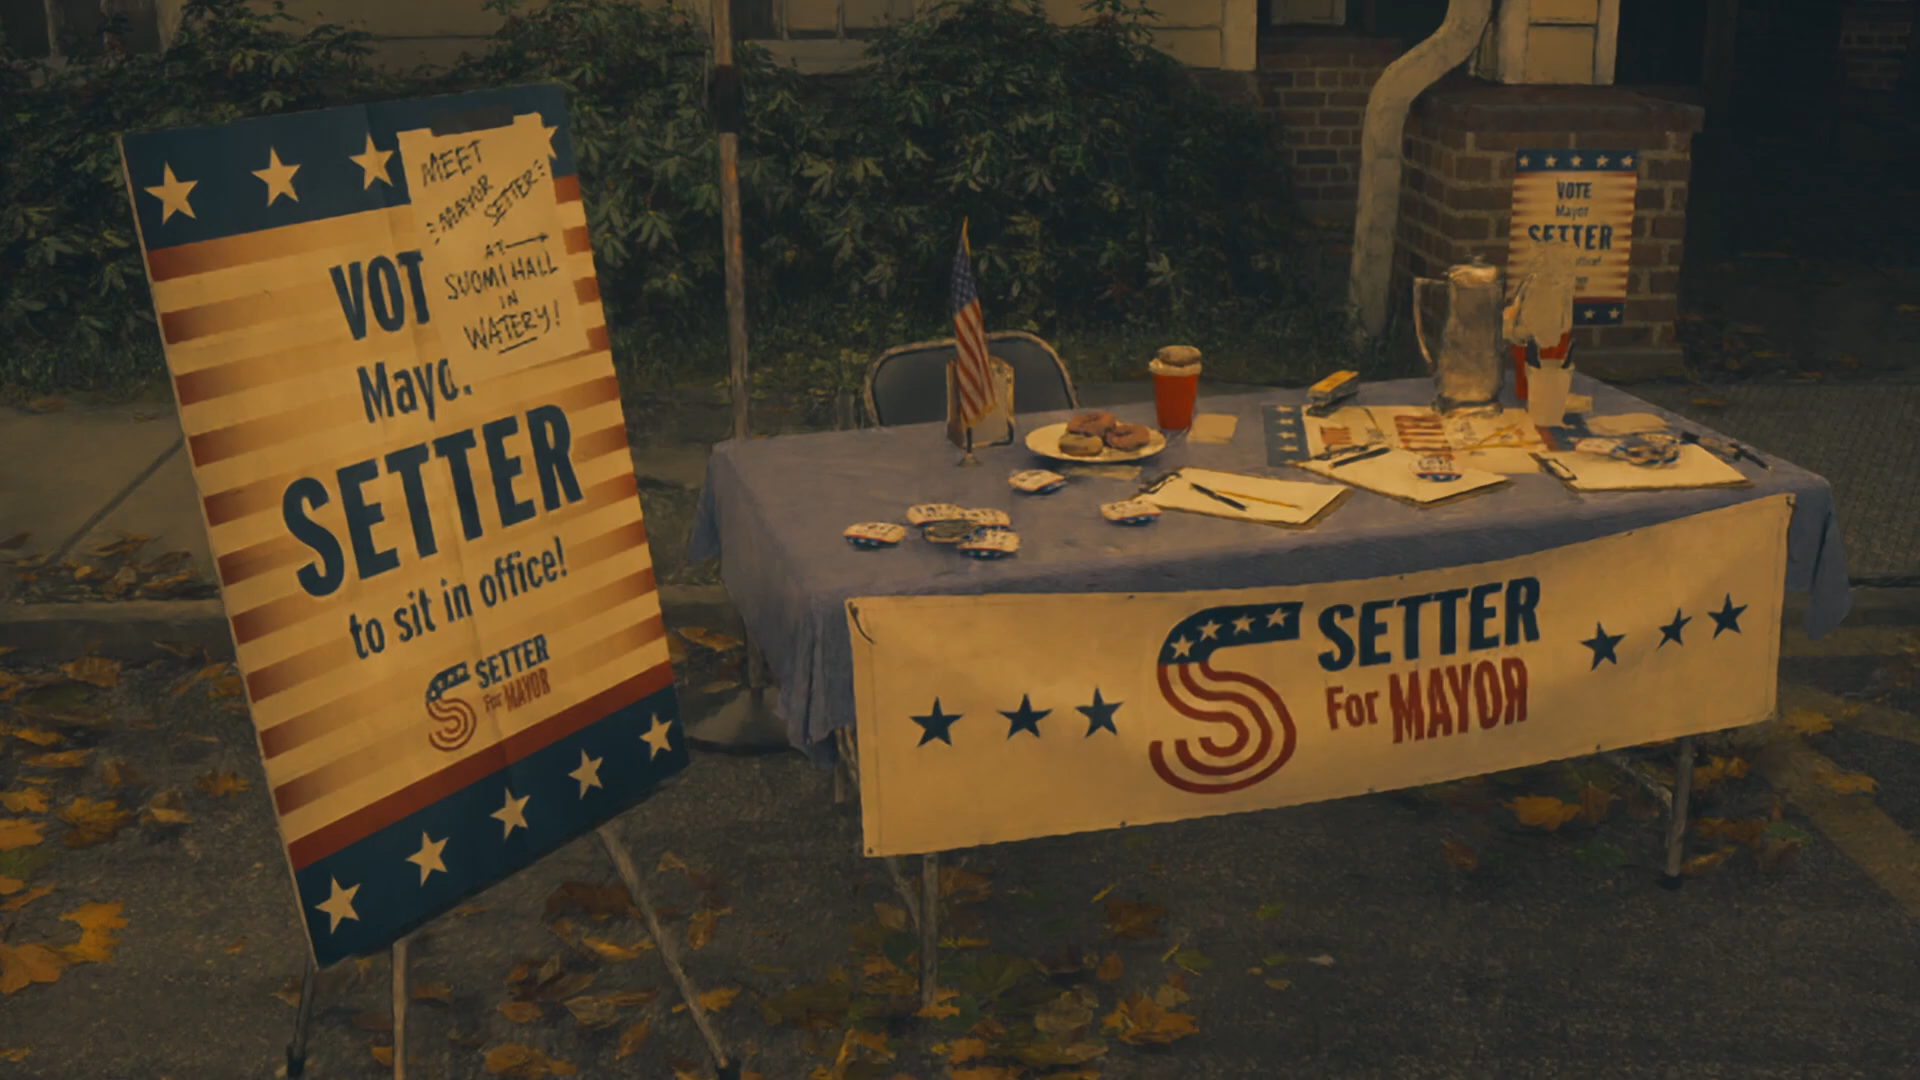 MEET
=MAYOR
SETTER=
AT
SUOMI HALL
IN
WATERY!
VOT
Mayo
SETTER
to sit in office!
SETTER
For MAYOR
SETTER
For MAYOR
VOTE
Mayor
SETTER